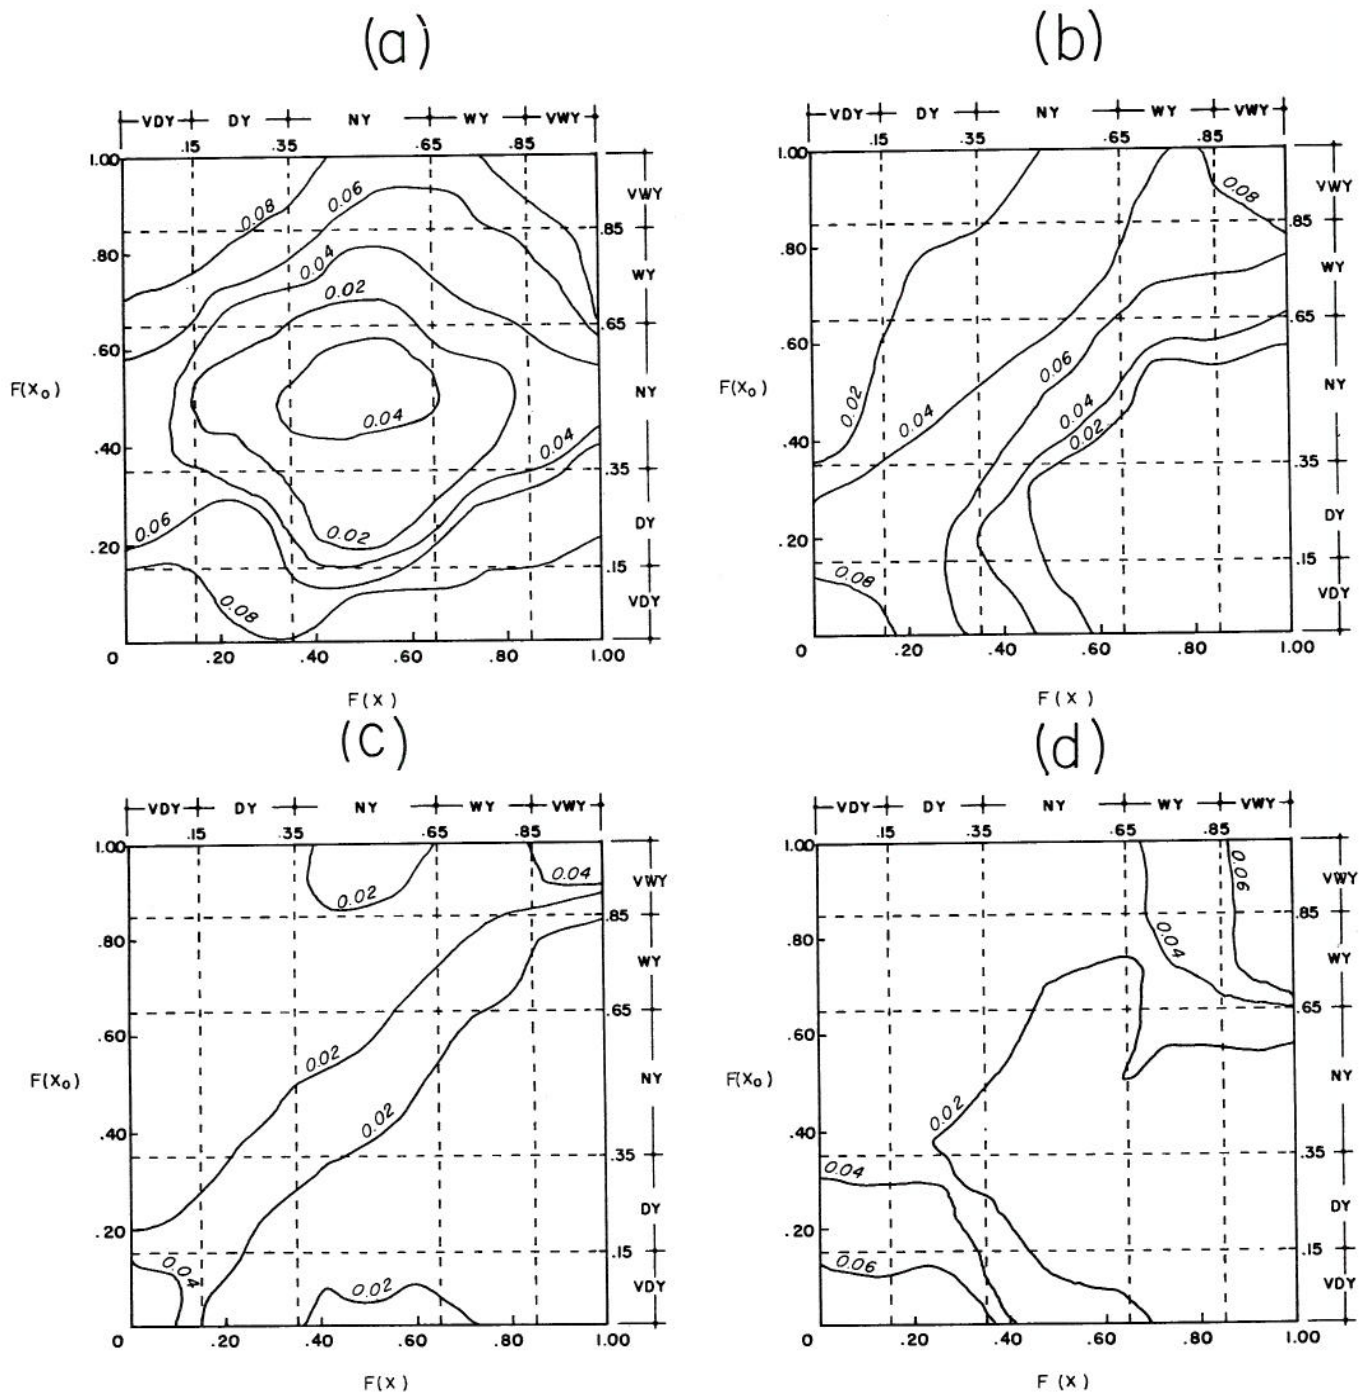 (a)
VDY DY NY WY VWY
.15 .35 .65 .85
1.00
0.08 0.06
VWY
.85
.80
0.04
WY
0.02
.65
.60
F(X₀)
NY
0.04
0.04
.40
.35
0.06
0.02
DY
.20
.15
0.08
VDY
0 .20 .40 .60 .80 1.00
F(X)
(b)
VDY DY NY WY VWY
.15 .35 .65 .85
1.00
0.08
VWY
.85
.80
WY
.65
.60
0.06
F(X₀)
NY
0.02 0.04 0.04
0.02
.40
.35
DY
.20
.15
0.08
VDY
0 .20 .40 .60 .80 1.00
F(X)
(c)
VDY DY NY WY VWY
.15 .35 .65 .85
1.00
0.02 0.04
VWY
.85
.80
WY
.65
.60
0.02
F(X₀)
NY
0.02
.40
.35
DY
.20
.15
0.04 0.02
VDY
0 .20 .40 .60 .80 1.00
F(X)
(d)
VDY DY NY WY VWY
.15 .35 .65 .85
1.00
0.06
VWY
.85
.80
0.04
WY
.65
.60
F(X₀)
NY
0.02
.40
.35
0.04
DY
.20
.15
0.06
VDY
0 .20 .40 .60 .80 1.00
F (X)